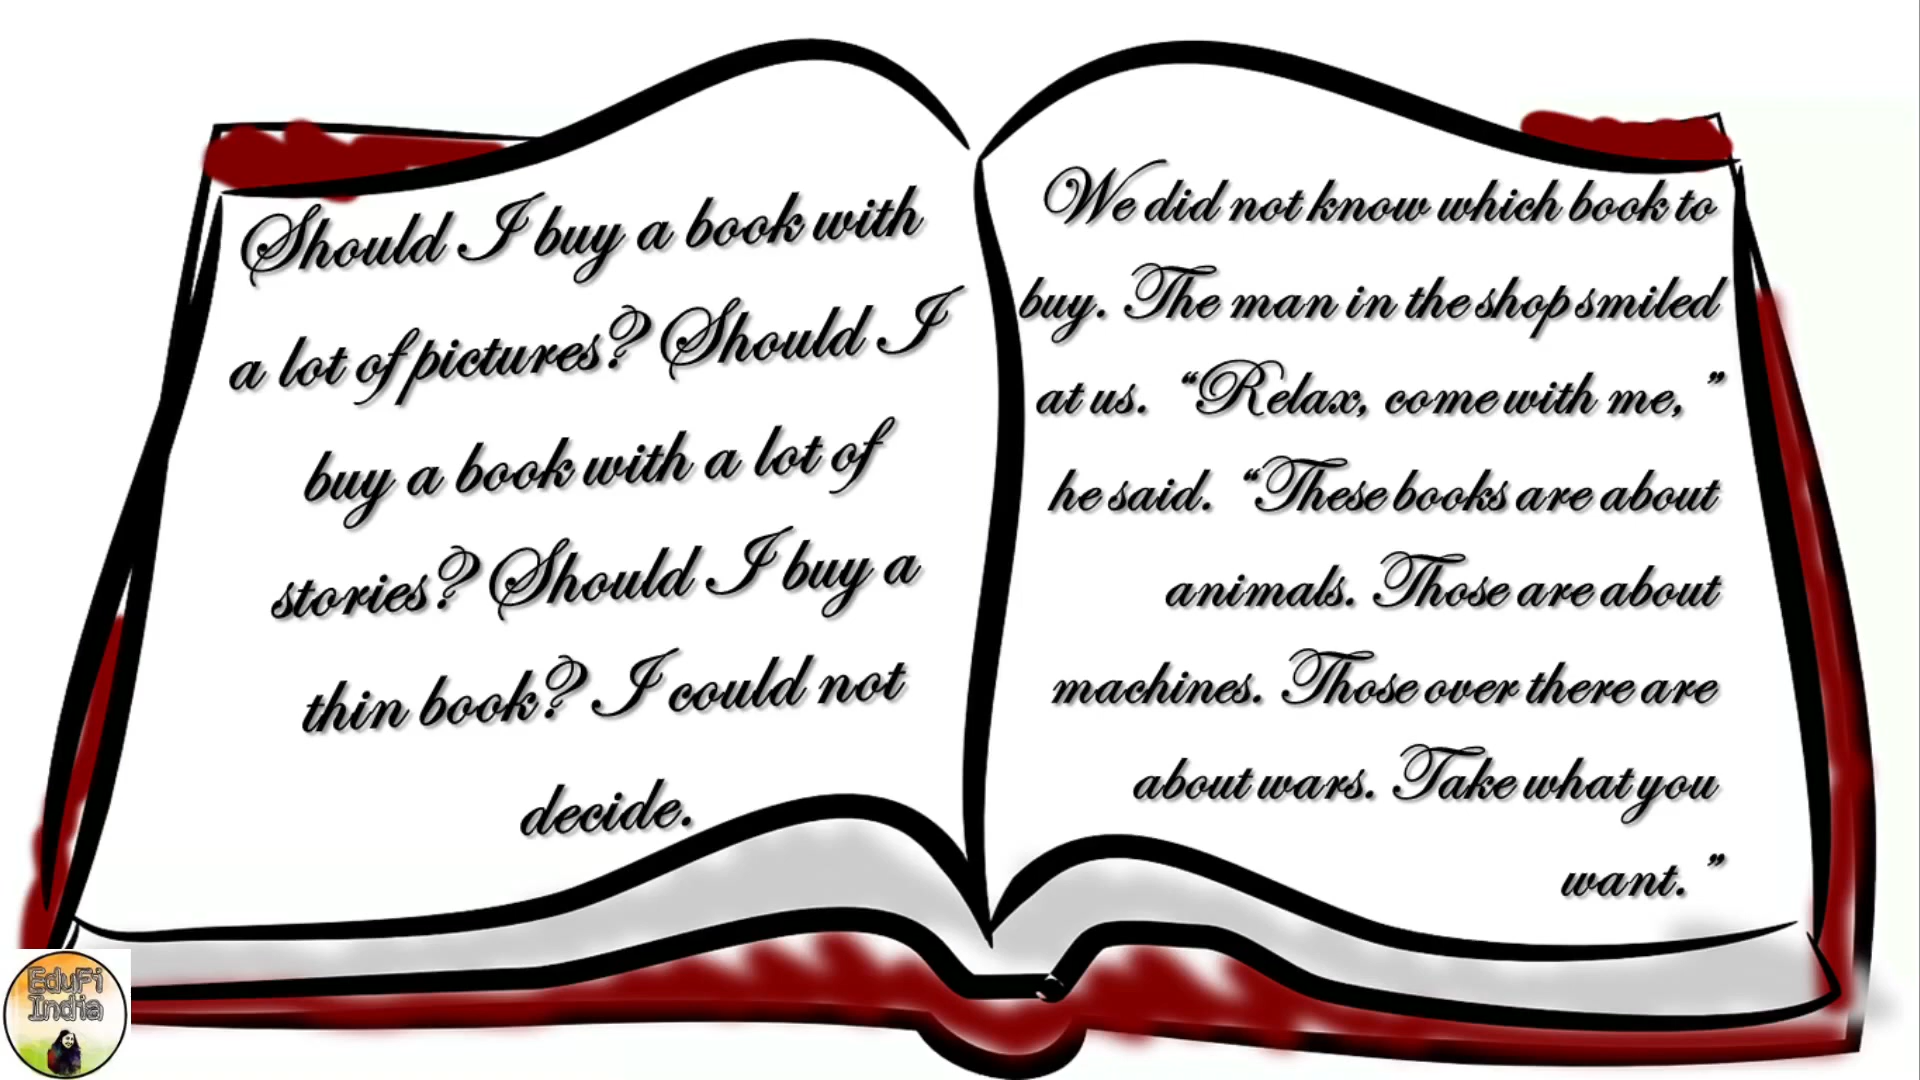 Should I buy a book with
a lot of pictures? Should I
buy a book with a lot of
stories? Should I buy a
thin book? I could not
decide.
We did not know which book to
buy. The man in the shop smiled
at us. “Relax, come with me, ”
he said. “These books are about
animals. Those are about
machines. Those over there are
about wars. Take what you
want. ”
EduFi
India